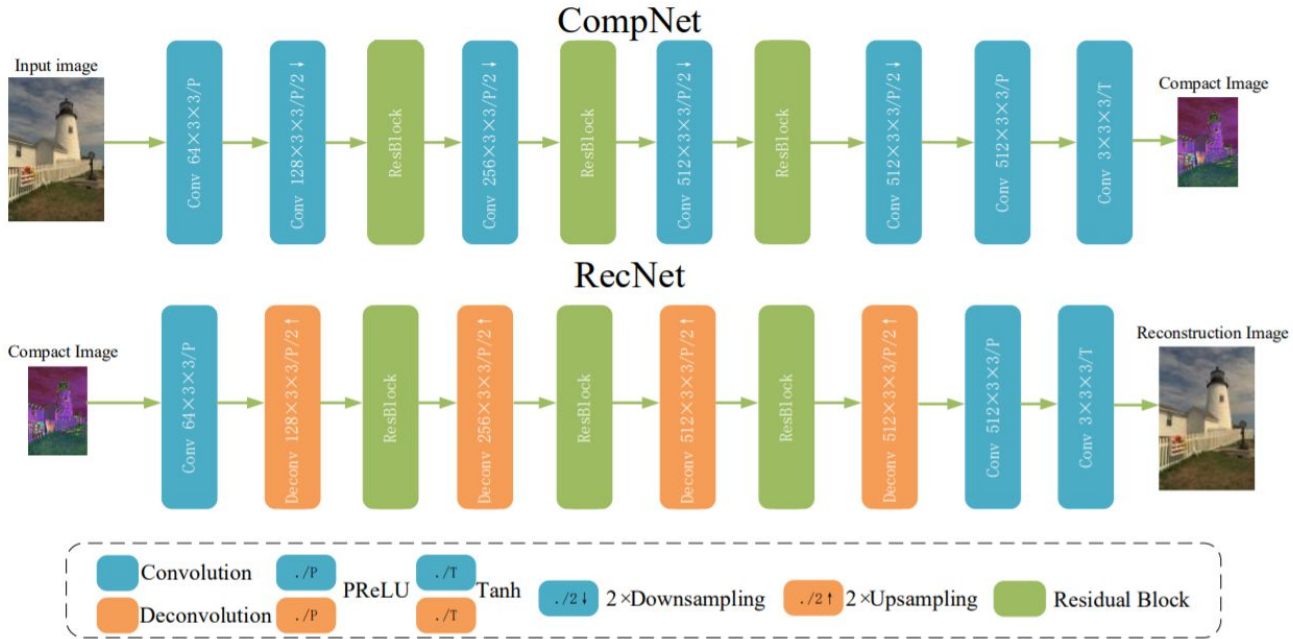 CompNet
Input image
Conv 64×3×3/P
Conv 128×3×3/P/2↓
ResBlock
Conv 256×3×3/P/2↓
ResBlock
Conv 512×3×3/P/2↓
ResBlock
Conv 512×3×3/P/2↓
Conv 512×3×3/P
Conv 3×3×3/T
Compact Image
RecNet
Compact Image
Conv 64×3×3/P
Deconv 128×3×3/P/2↑
ResBlock
Deconv 256×3×3/P/2↑
ResBlock
Deconv 512×3×3/P/2↑
ResBlock
Deconv 512×3×3/P/2↑
Conv 512×3×3/P
Conv 3×3×3/T
Reconstruction Image
Convolution
Deconvolution
./P
./P
PReLU
./T
./T
Tanh
./2↓
2×Downsampling
./2↑
2×Upsampling
Residual Block